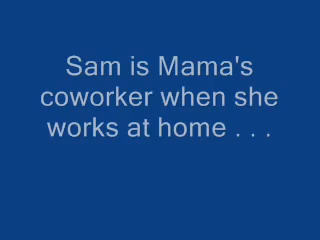 Sam is Mama's
coworker when she
works at home . . .